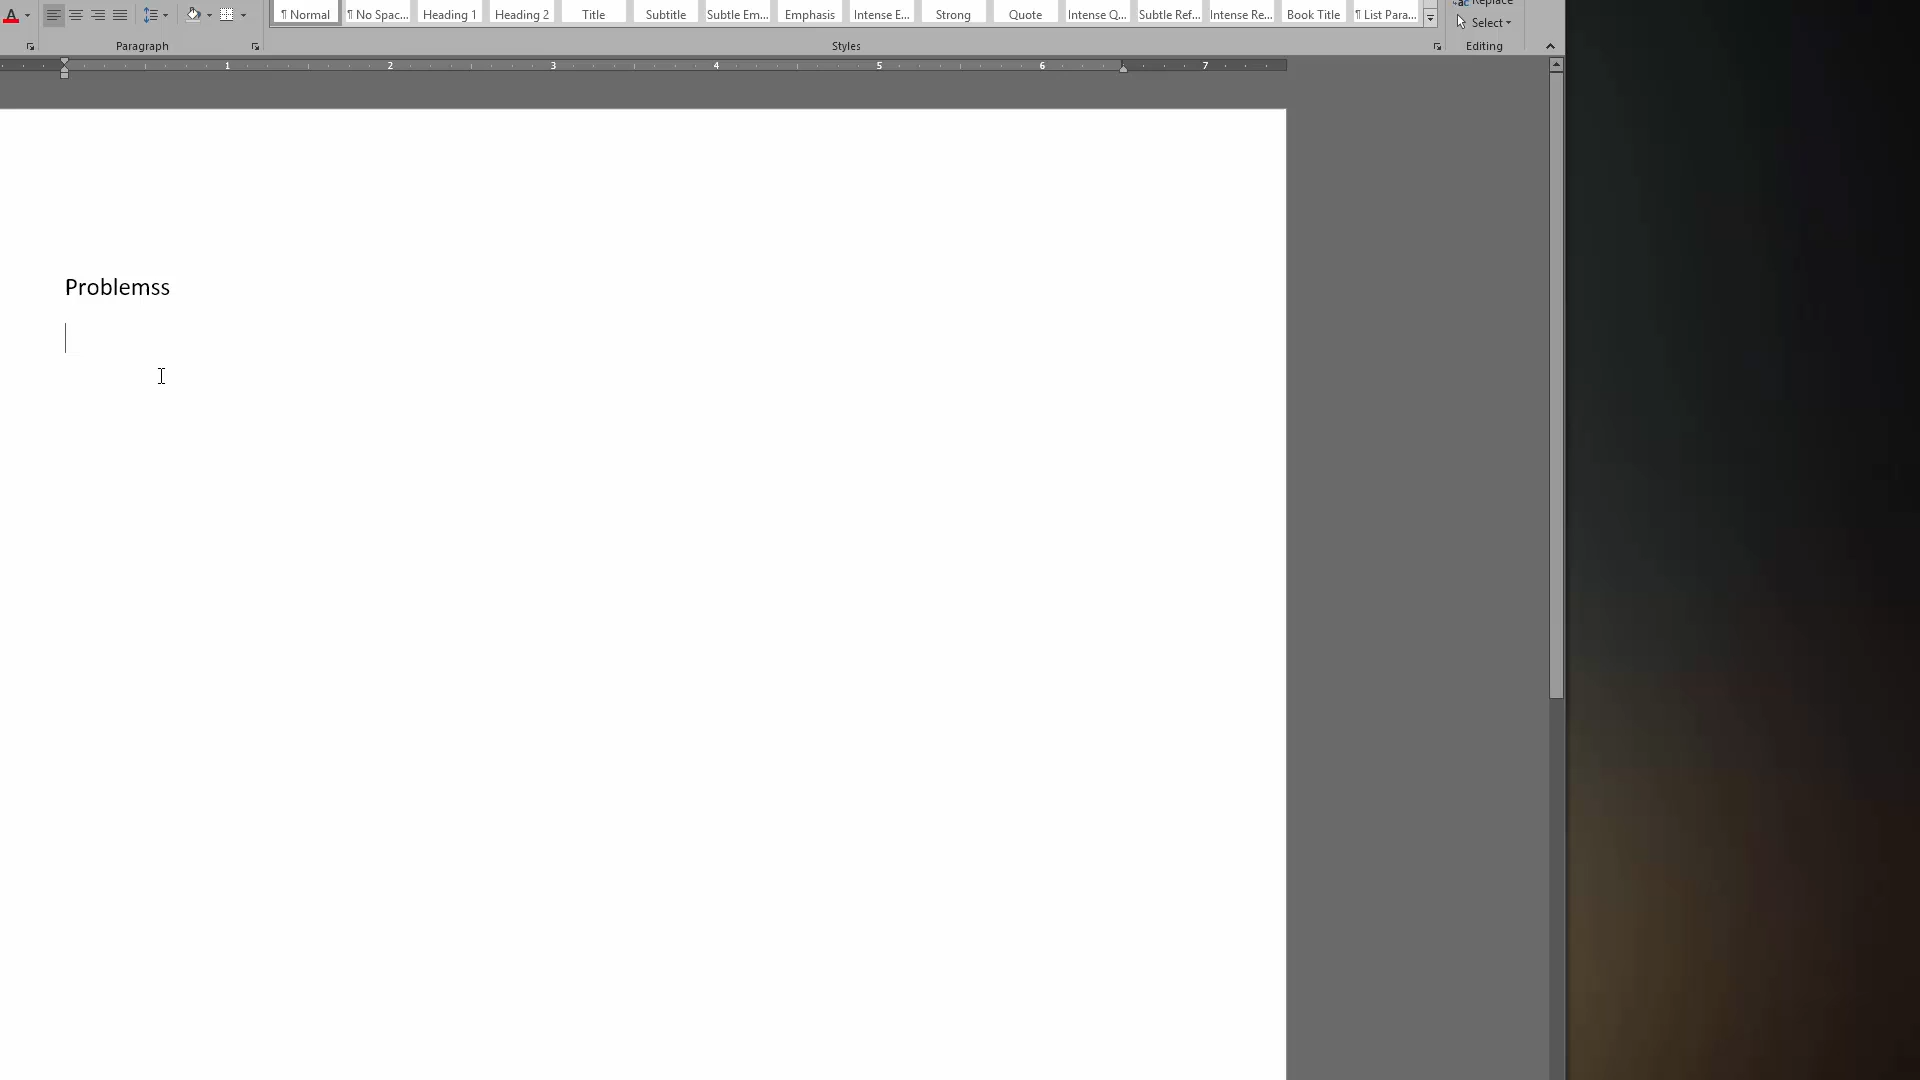 Replace
¶ Normal ¶ No Spac... Heading 1 Heading 2 Title Subtitle Subtle Em... Emphasis Intense E... Strong Quote Intense Q... Subtle Ref... Intense Re... Book Title ¶ List Para...
Select
Paragraph Styles Editing
1 2 3 4 5 6 7
Problemss